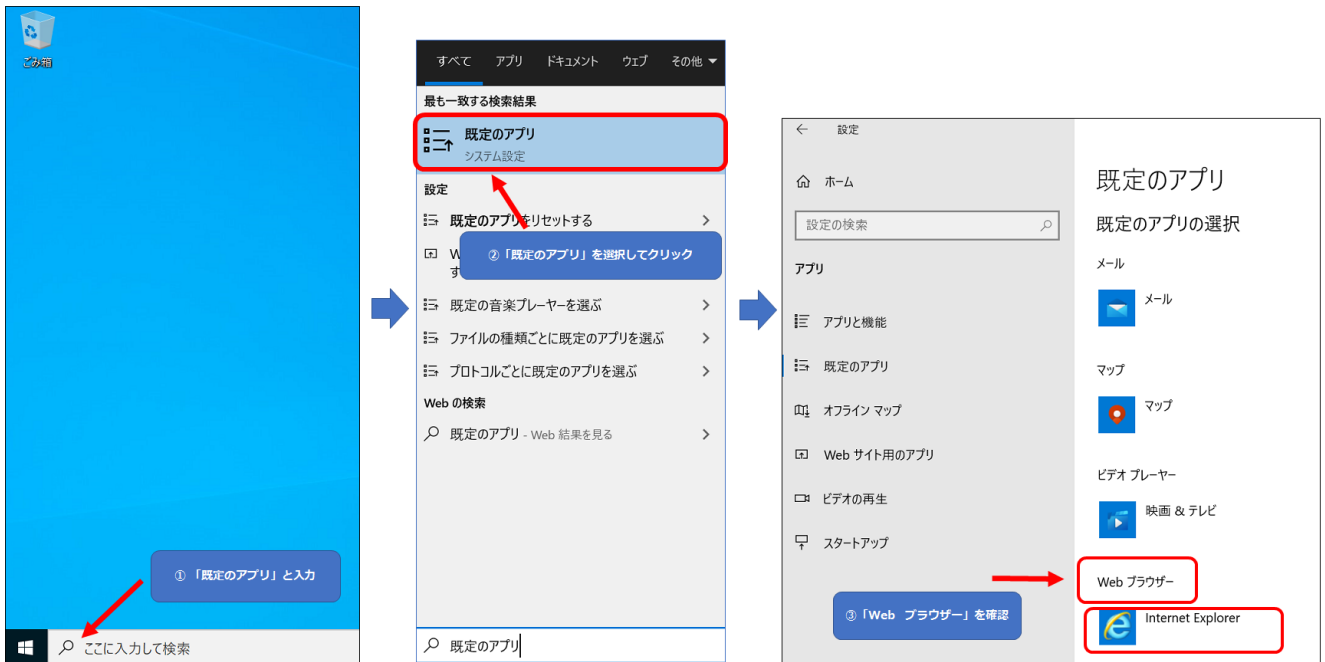 ごみ箱
① 「既定のアプリ」と入力
ここに入力して検索
すべて アプリ ドキュメント ウェブ その他
最も一致する検索結果
既定のアプリ
システム設定
設定
既定のアプリをリセットする
W
②「既定のアプリ」を選択してクリック
す
既定の音楽プレーヤーを選ぶ
ファイルの種類ごとに既定のアプリを選ぶ
プロトコルごとに既定のアプリを選ぶ
Web の検索
既定のアプリ - Web 結果を見る
既定のアプリ
設定
ホーム
設定の検索
アプリ
アプリと機能
既定のアプリ
オフライン マップ
Web サイト用のアプリ
ビデオの再生
スタートアップ
③「Web ブラウザー」を確認
既定のアプリ
既定のアプリの選択
メール
メール
マップ
マップ
ビデオ プレーヤー
映画 & テレビ
Web ブラウザー
Internet Explorer